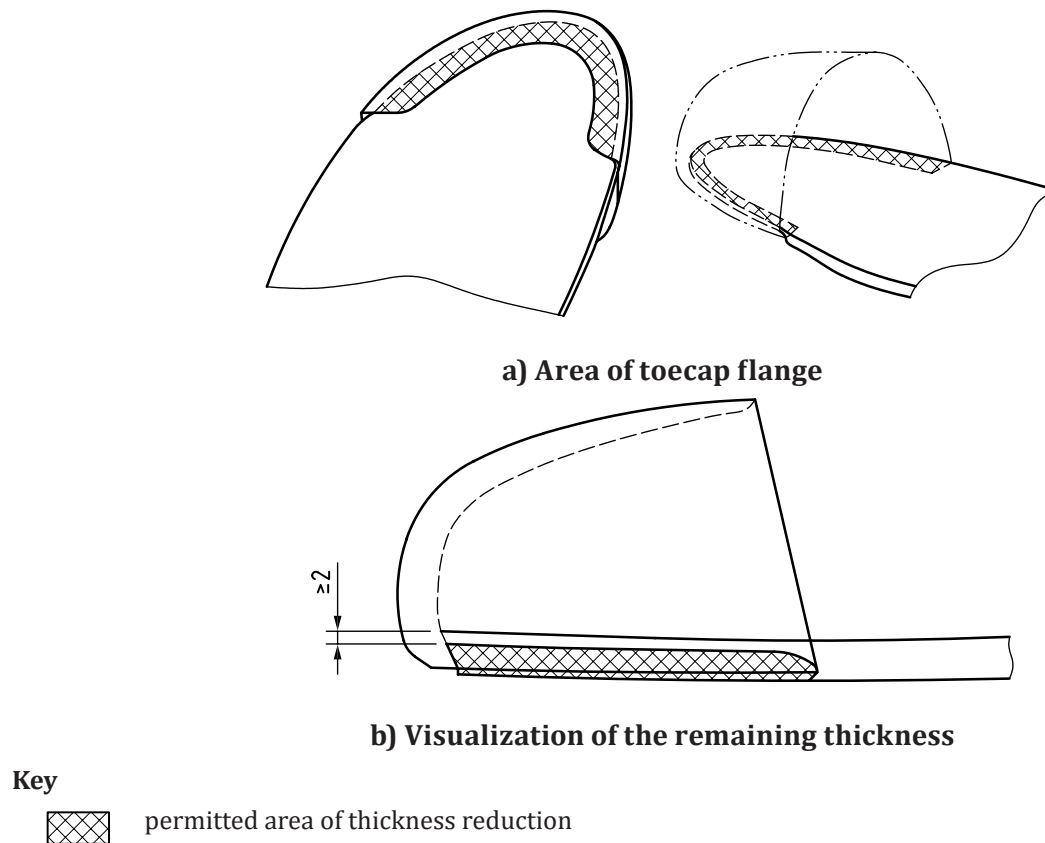 a) Area of toecap flange
≥2
b) Visualization of the remaining thickness
Key
permitted area of thickness reduction